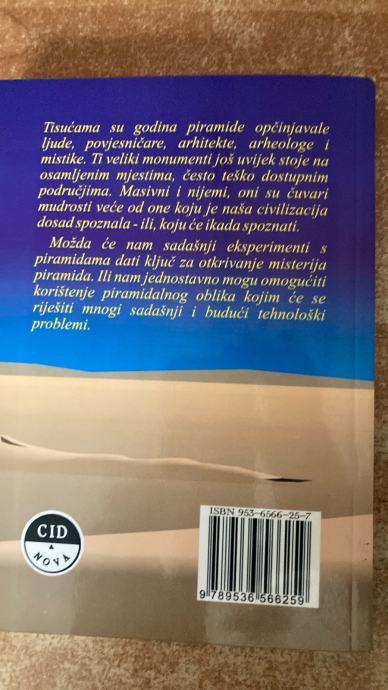 Tisućama su godina piramide opčinjavale
ljude, povjesničare, arhitekte, arheologe i
mistike. Ti veliki monumenti još uvijek stoje na
osamljenim mjestima, često teško dostupnim
područjima. Masivni i nijemi, oni su čuvari
mudrosti veće od one koju je naša civilizacija
dosad spoznala - ili, koju će ikada spoznati.
Možda će nam sadašnji eksperimenti s
piramidama dati ključ za otkrivanje misterija
piramida. Ili nam jednostavno mogu omogućiti
korištenje piramidalnog oblika kojim će se
riješiti mnogi sadašnji i budući tehnološki
problemi.
CID
NOVA
ISBN 953-6566-25-7
9 789536 566259